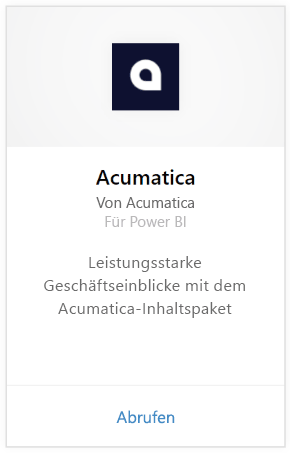 Acumatica
Von Acumatica
Für Power BI
Leistungsstarke
Geschäftseinblicke mit dem
Acumatica-Inhaltspaket
Abrufen